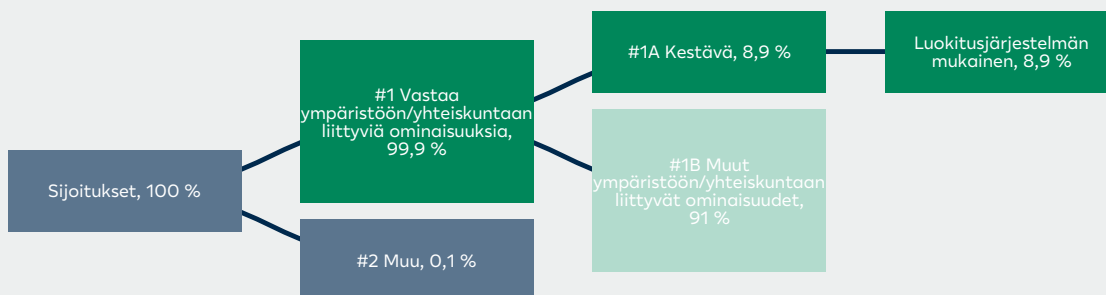 Sijoitukset, 100 %
#1 Vastaa
ympäristöön/yhteiskuntaan
liittyviä ominaisuuksia,
99,9 %
#2 Muu, 0,1 %
#1A Kestävä, 8,9 %
#1B Muut
ympäristöön/yhteiskuntaan
liittyvät ominaisuudet,
91 %
Luokitusjärjestelmän
mukainen, 8,9 %